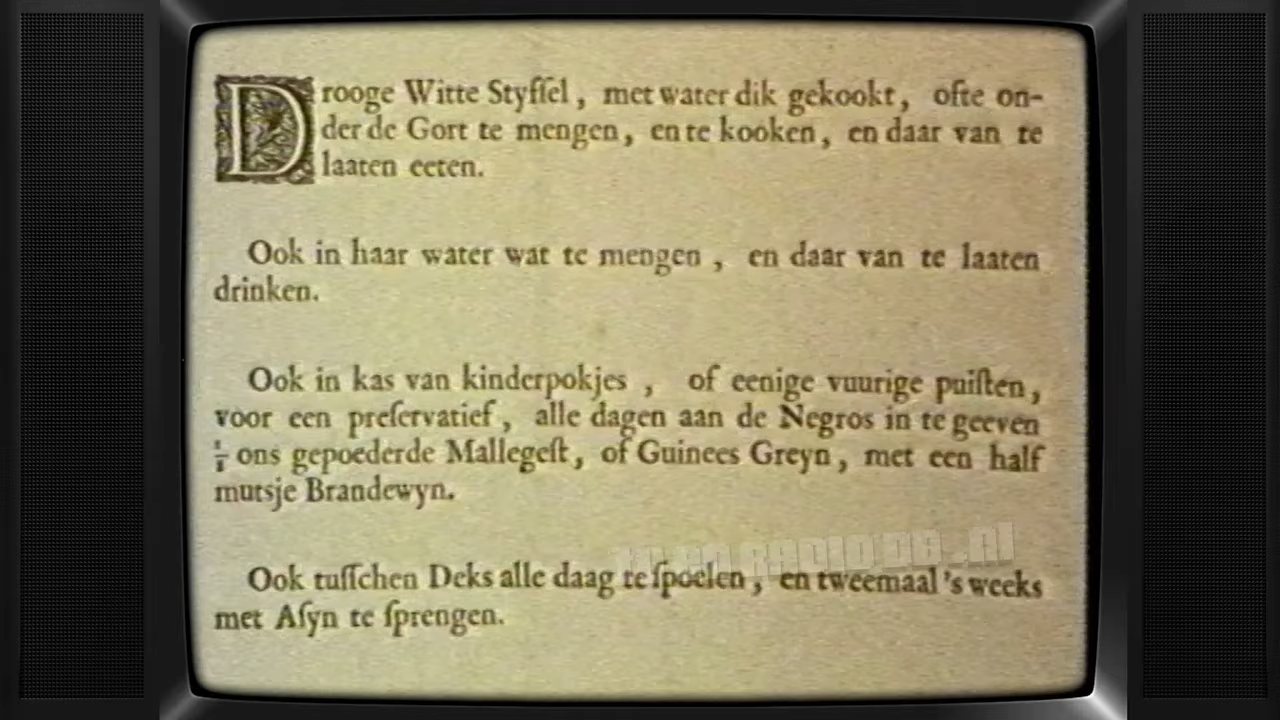 Drooge Witte Styſſel, met water dik gekookt, ofte on-
der de Gort te mengen, en te kooken, en daar van te
laaten eeten.
Ook in haar water wat te mengen, en daar van te laaten
drinken.
Ook in kas van kinderpokjes, of eenige vuurige puiſten,
voor een preſervatief, alle dagen aan de Negros in te geeven
ons gepoederde Mallegeſt, of Guinees Greyn, met een half
mutsje Brandewyn.
Ook tuſſchen Deks alle daag te ſpoelen, en tweemaal 's weeks
met Aſyn te ſprengen.